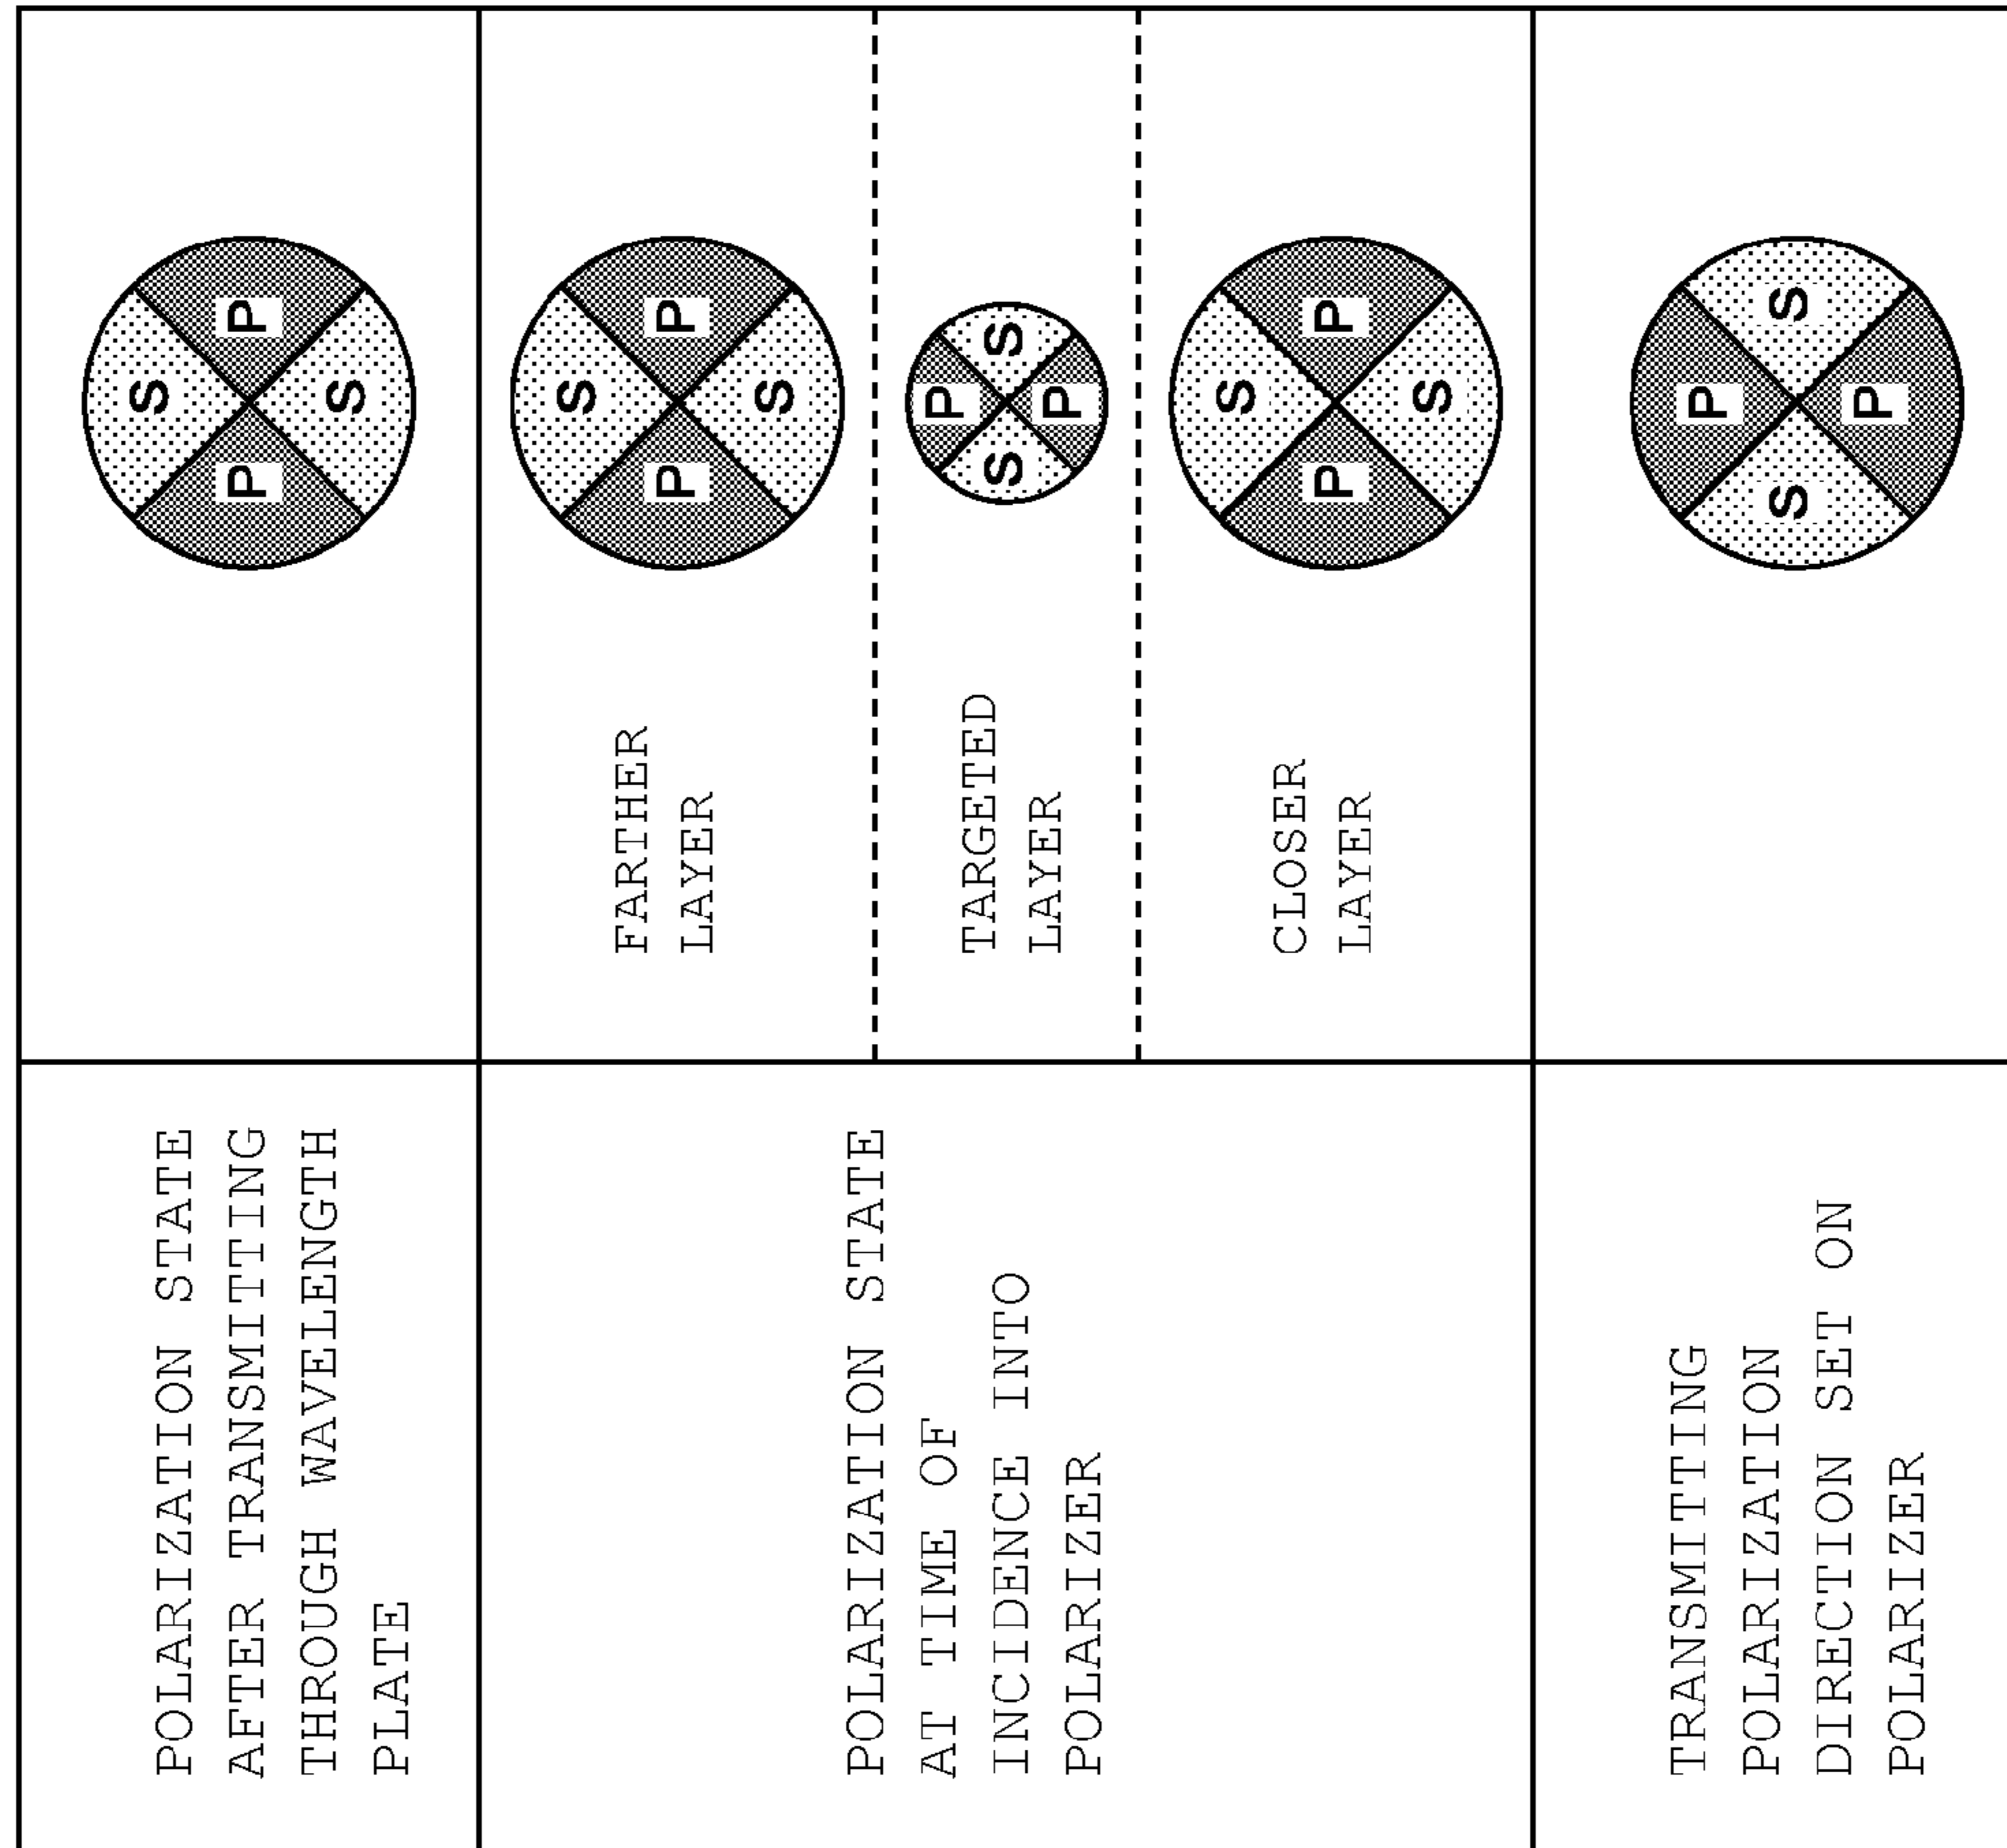 POLARIZATION STATE
AFTER TRANSMITTING
THROUGH WAVELENGTH
PLATE
S
P P
S
POLARIZATION STATE
AT TIME OF
INCIDENCE INTO
POLARIZER
FARTHER
LAYER
S
P P
S
TARGETED
LAYER
P
S S
P
CLOSER
LAYER
S
P P
S
TRANSMITTING
POLARIZATION
DIRECTION SET ON
POLARIZER
P
S S
P